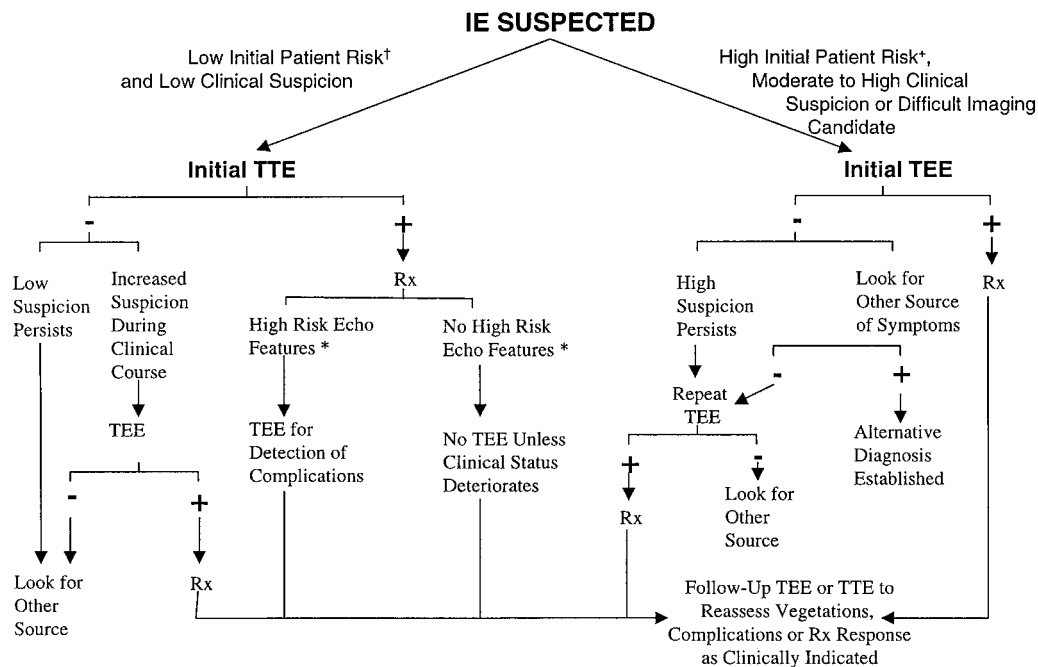 IE SUSPECTED
Low Initial Patient Risk†
and Low Clinical Suspicion
High Initial Patient Risk+,
Moderate to High Clinical
Suspicion or Difficult Imaging
Candidate
Initial TTE
Initial TEE
-
+
-
+
Low
Suspicion
Persists
Increased
Suspicion
During
Clinical
Course
Rx
High Risk Echo
Features *
No High Risk
Echo Features *
High
Suspicion
Persists
Look for
Other Source
of Symptoms
Rx
-
+
TEE
TEE for
Detection of
Complications
No TEE Unless
Clinical Status
Deteriorates
Repeat
TEE
Alternative
Diagnosis
Established
-
+
+
-
Rx
Look for
Other
Source
Look for
Other
Source
Rx
Follow-Up TEE or TTE to
Reassess Vegetations,
Complications or Rx Response
as Clinically Indicated